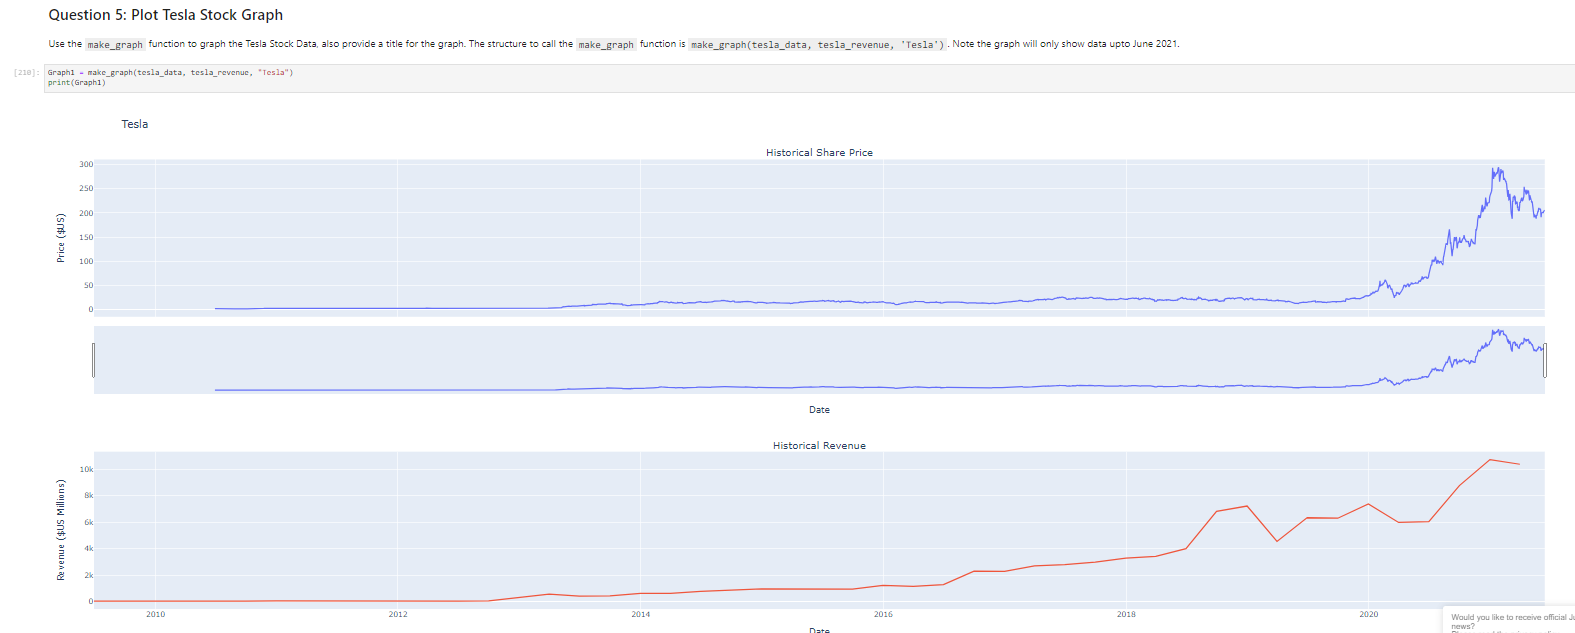 Question 5: Plot Tesla Stock Graph
Use the make_graph function to graph the Tesla Stock Data, also provide a title for the graph. The structure to call the make_graph function is make_graph(tesla_data, tesla_revenue, 'Tesla'). Note the graph will only show data upto June 2021.
[210]: Graph1 = make_graph(tesla_data, tesla_revenue, "Tesla")
print(Graph1)
Tesla
Historical Share Price
300
250
200
150
100
50
0
Price ($US)
Date
Historical Revenue
10k
8k
6k
4k
2k
0
Revenue ($US Millions)
2010 2012 2014 2016 2018 2020
Date
Would you like to receive official Ju
news?